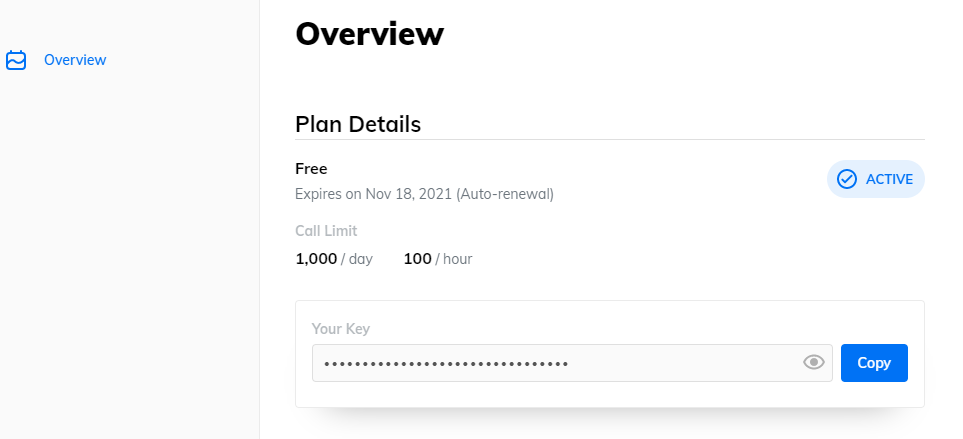 Overview
Overview
Plan Details
Free
ACTIVE
Expires on Nov 18, 2021 (Auto-renewal)
Call Limit
1,000 / day 100 / hour
Your Key
••••••••••••••••••••••••••••••••
Copy